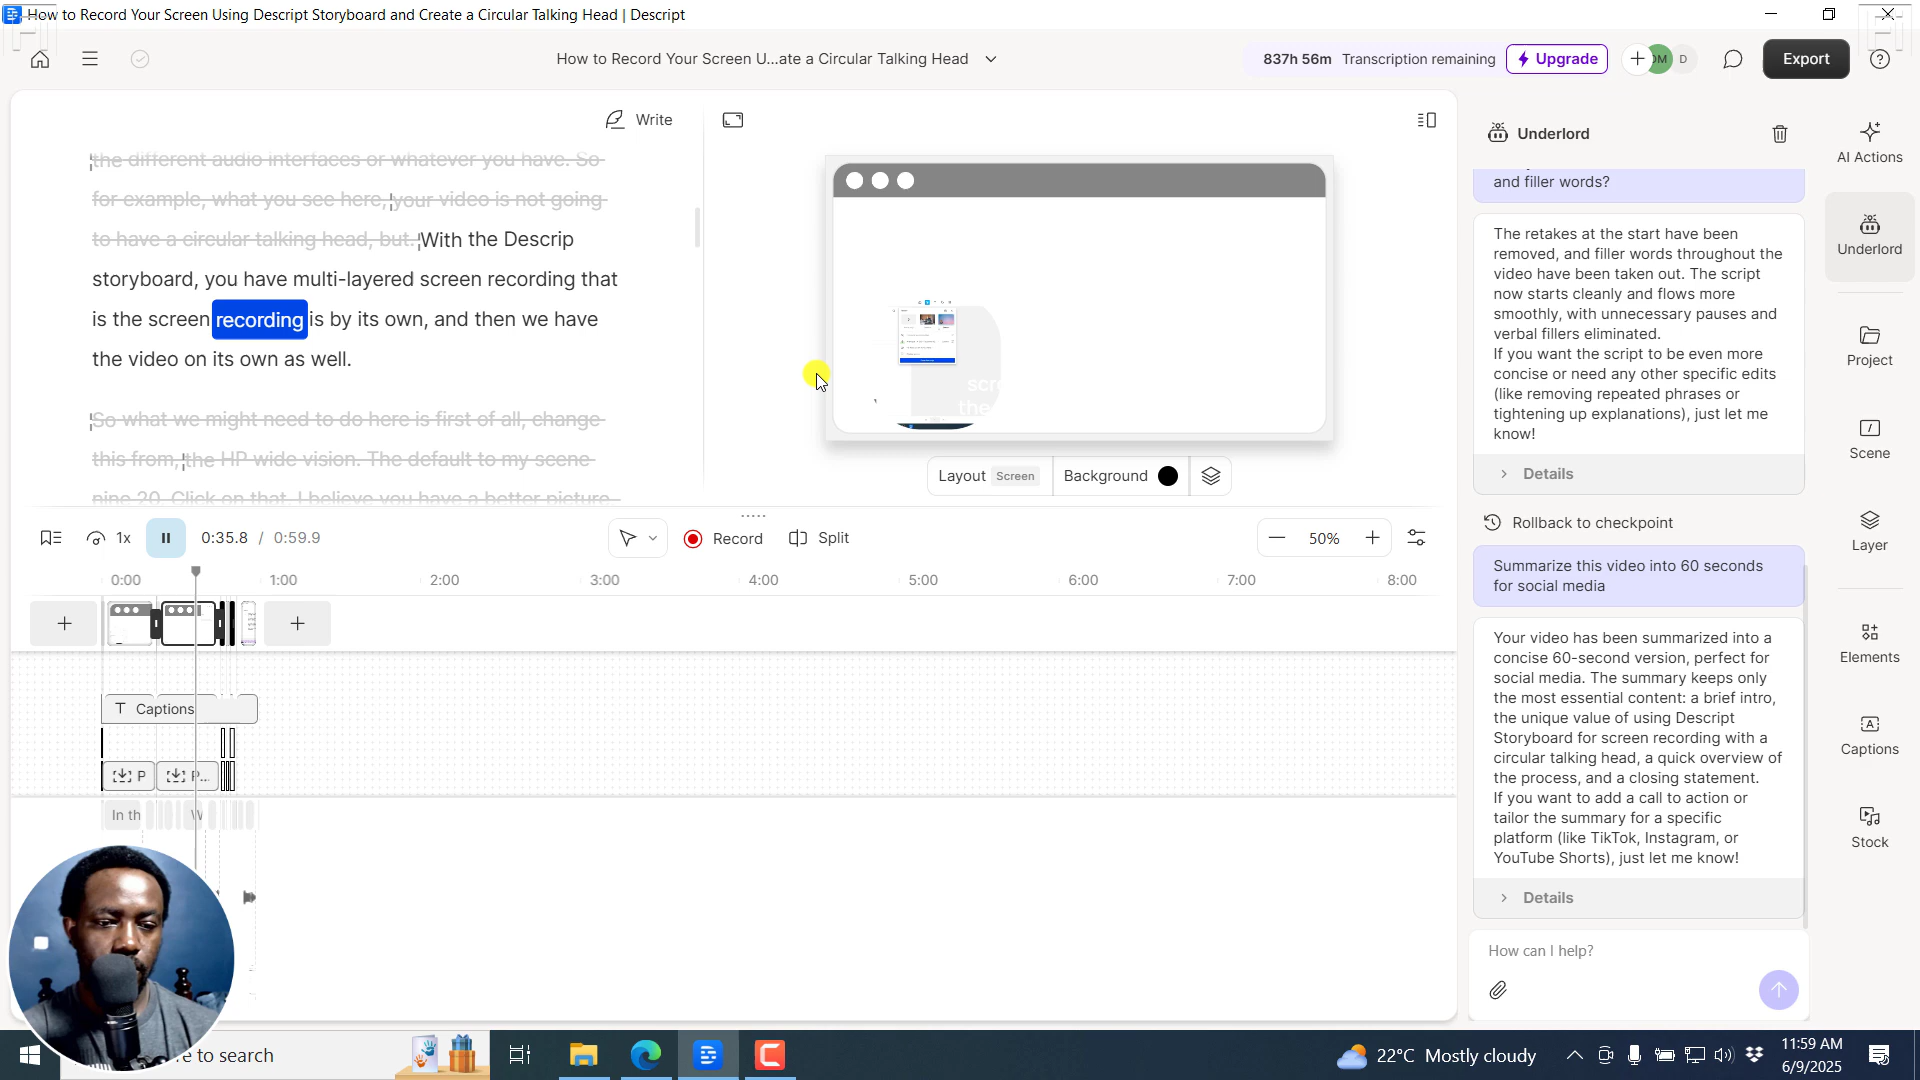 How to Record Your Screen Using Descript Storyboard and Create a Circular Talking Head | Descript
How to Record Your Screen U...ate a Circular Talking Head
837h 56m Transcription remaining
Upgrade
DM
D
Export
Write
the different audio interfaces or whatever you have. So
for example, what you see here, your video is not going
to have a circular talking head, but. With the Descrip
storyboard, you have multi-layered screen recording that
is the screen recording is by its own, and then we have
the video on its own as well.
So what we might need to do here is first of all, change
this from, the HP wide vision. The default to my scene
nine 20. Click on that. I believe you have a better picture
scre
the
Layout Screen
Background
1x
0:35.8 / 0:59.9
Record
Split
50%
0:00
1:00
2:00
3:00
4:00
5:00
6:00
7:00
8:00
Captions
P
P...
In th
W
Underlord
and filler words?
The retakes at the start have been
removed, and filler words throughout the
video have been taken out. The script
now starts cleanly and flows more
smoothly, with unnecessary pauses and
verbal fillers eliminated.
If you want the script to be even more
concise or need any other specific edits
(like removing repeated phrases or
tightening up explanations), just let me
know!
Details
Rollback to checkpoint
Summarize this video into 60 seconds
for social media
Your video has been summarized into a
concise 60-second version, perfect for
social media. The summary keeps only
the most essential content: a brief intro,
the unique value of using Descript
Storyboard for screen recording with a
circular talking head, a quick overview of
the process, and a closing statement.
If you want to add a call to action or
tailor the summary for a specific
platform (like TikTok, Instagram, or
YouTube Shorts), just let me know!
Details
How can I help?
AI Actions
Underlord
Project
Scene
Layer
Elements
Captions
Stock
e to search
22°C Mostly cloudy
11:59 AM
6/9/2025